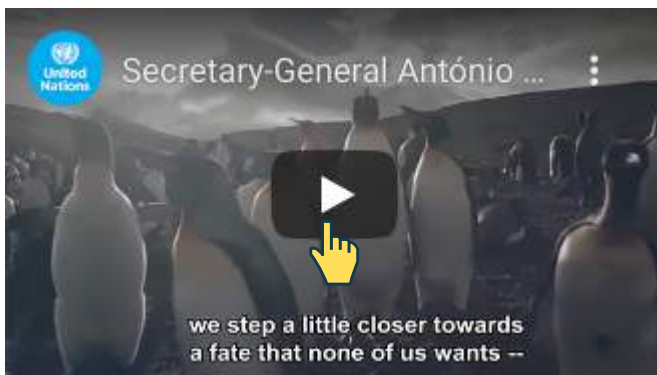 United
Nations
Secretary-General António ...
we step a little closer towards
a fate that none of us wants --